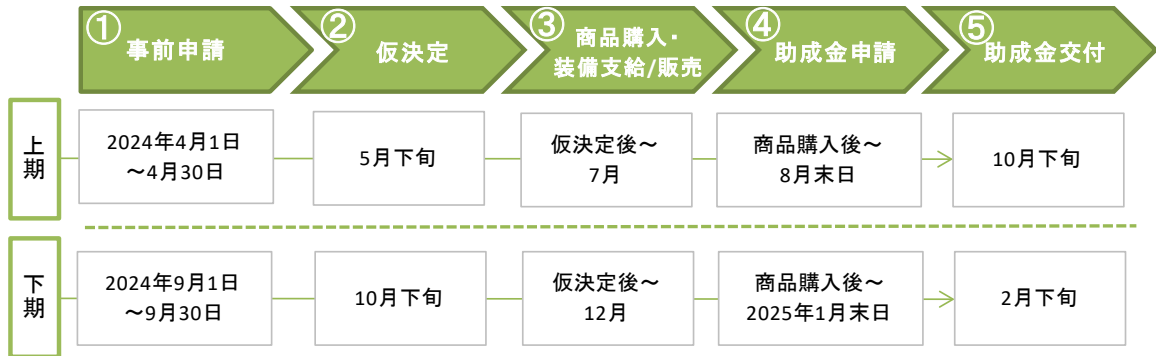 ①
事前申請
②
仮決定
③
商品購入・
装備支給/販売
④
助成金申請
⑤
助成金交付
上期
2024年4月1日
～4月30日
5月下旬
仮決定後～
7月
商品購入後～
8月末日
10月下旬
下期
2024年9月1日
～9月30日
10月下旬
仮決定後～
12月
商品購入後～
2025年1月末日
2月下旬